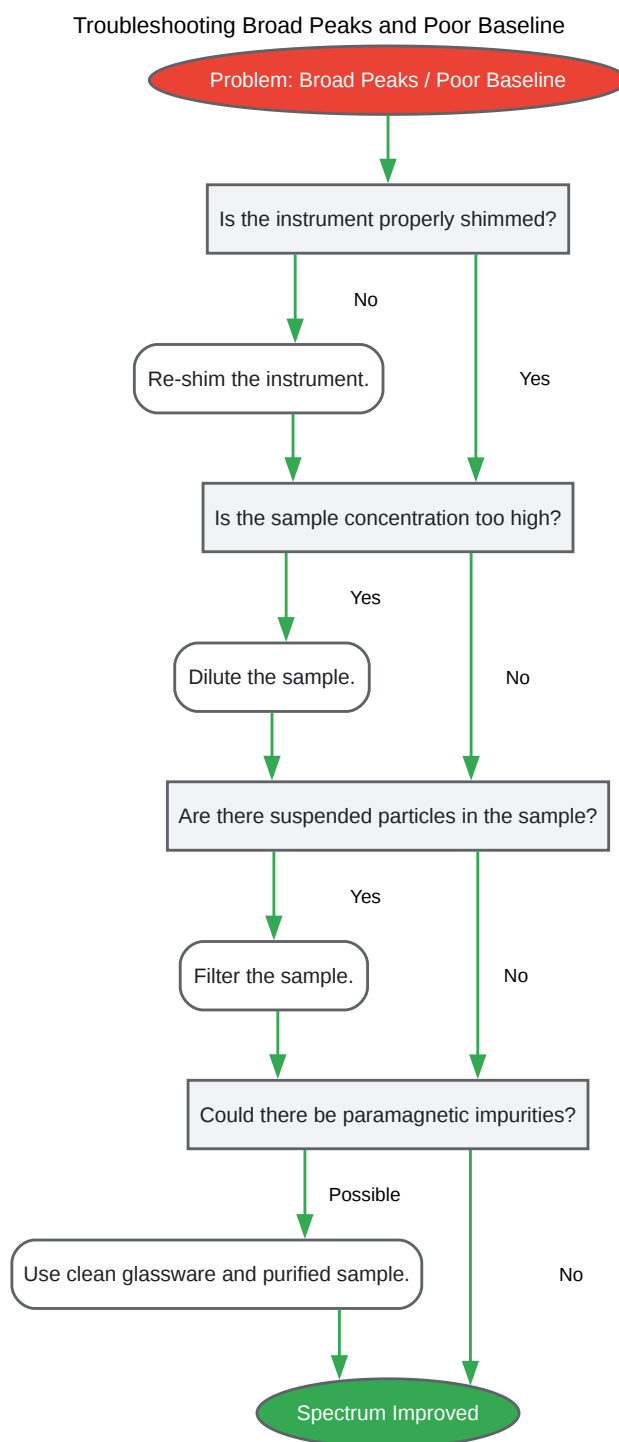 Troubleshooting Broad Peaks and Poor Baseline
Problem: Broad Peaks / Poor Baseline
Is the instrument properly shimmed?
No
Re-shim the instrument.
Yes
Is the sample concentration too high?
Yes
Dilute the sample.
No
Are there suspended particles in the sample?
Yes
Filter the sample.
No
Could there be paramagnetic impurities?
Possible
Use clean glassware and purified sample.
No
Spectrum Improved